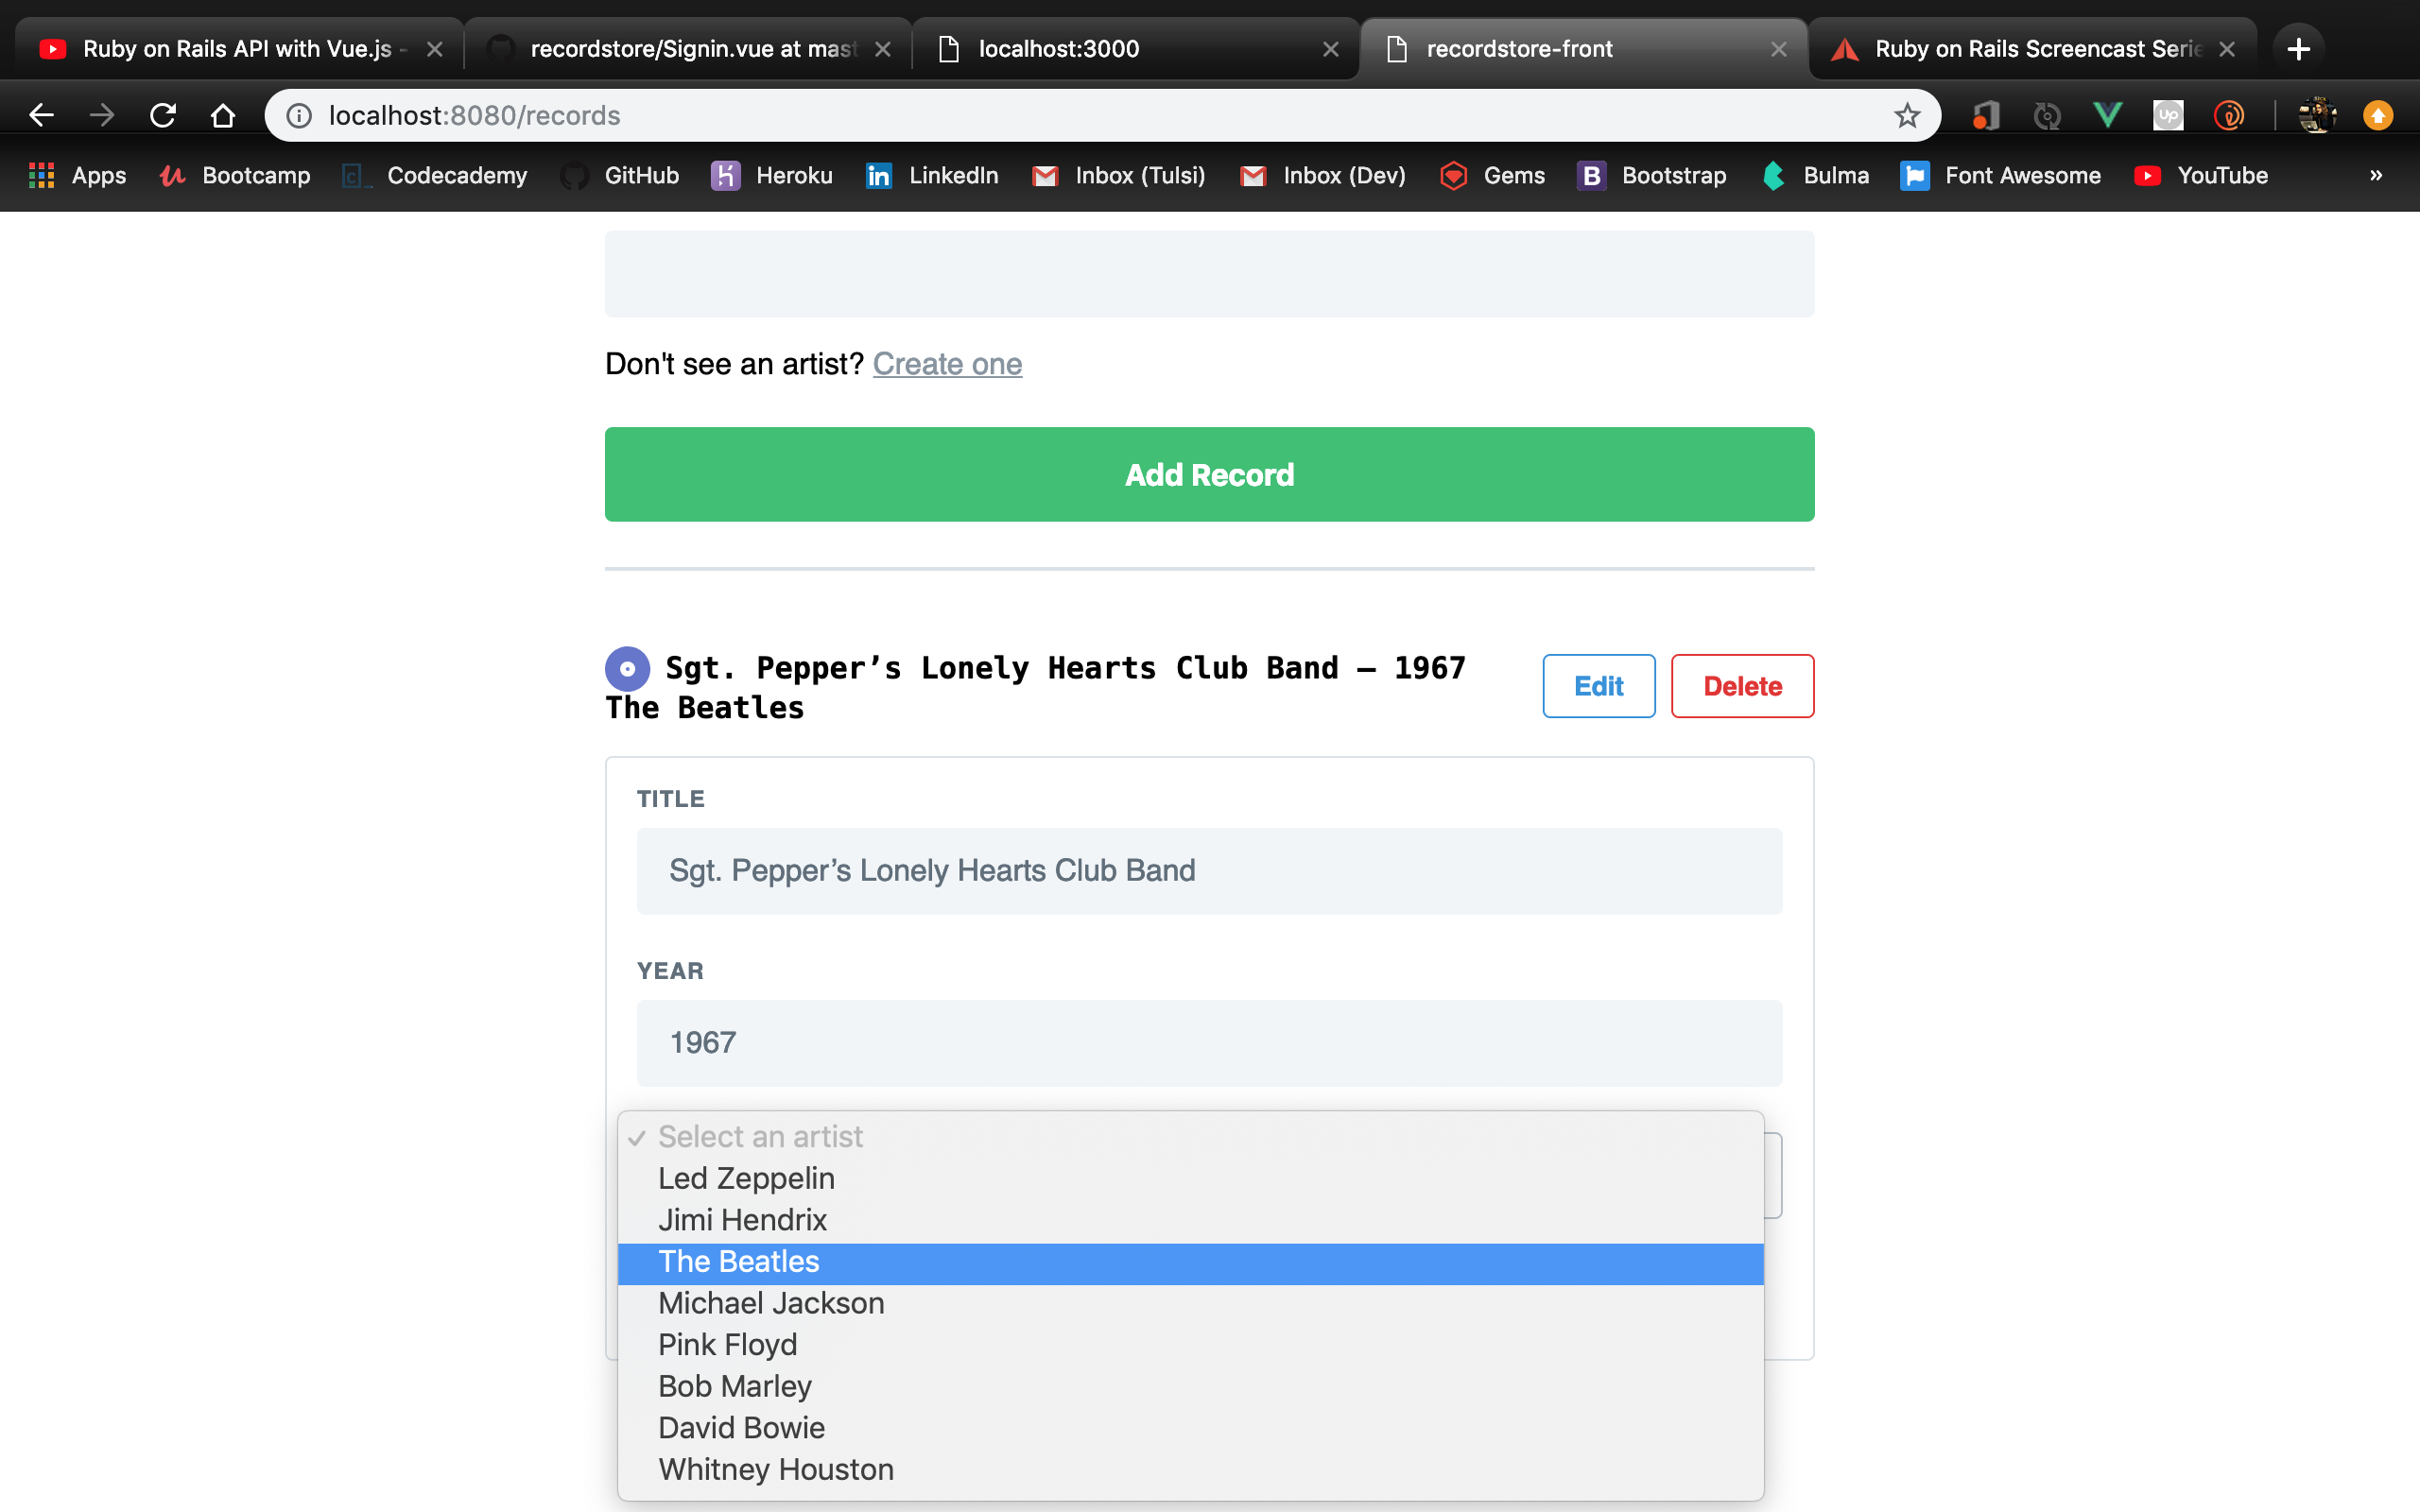 Ruby on Rails API with Vue.js -
recordstore/Signin.vue at mast
localhost:3000
recordstore-front
Ruby on Rails Screencast Serie
localhost:8080/records
up
Apps
Bootcamp
Codecademy
GitHub
Heroku
LinkedIn
Inbox (Tulsi)
Inbox (Dev)
Gems
B Bootstrap
Bulma
Font Awesome
YouTube
»
Don't see an artist? Create one
Add Record
Sgt. Pepper’s Lonely Hearts Club Band — 1967
The Beatles
Edit
Delete
TITLE
Sgt. Pepper’s Lonely Hearts Club Band
YEAR
1967
✓ Select an artist
Led Zeppelin
Jimi Hendrix
The Beatles
Michael Jackson
Pink Floyd
Bob Marley
David Bowie
Whitney Houston